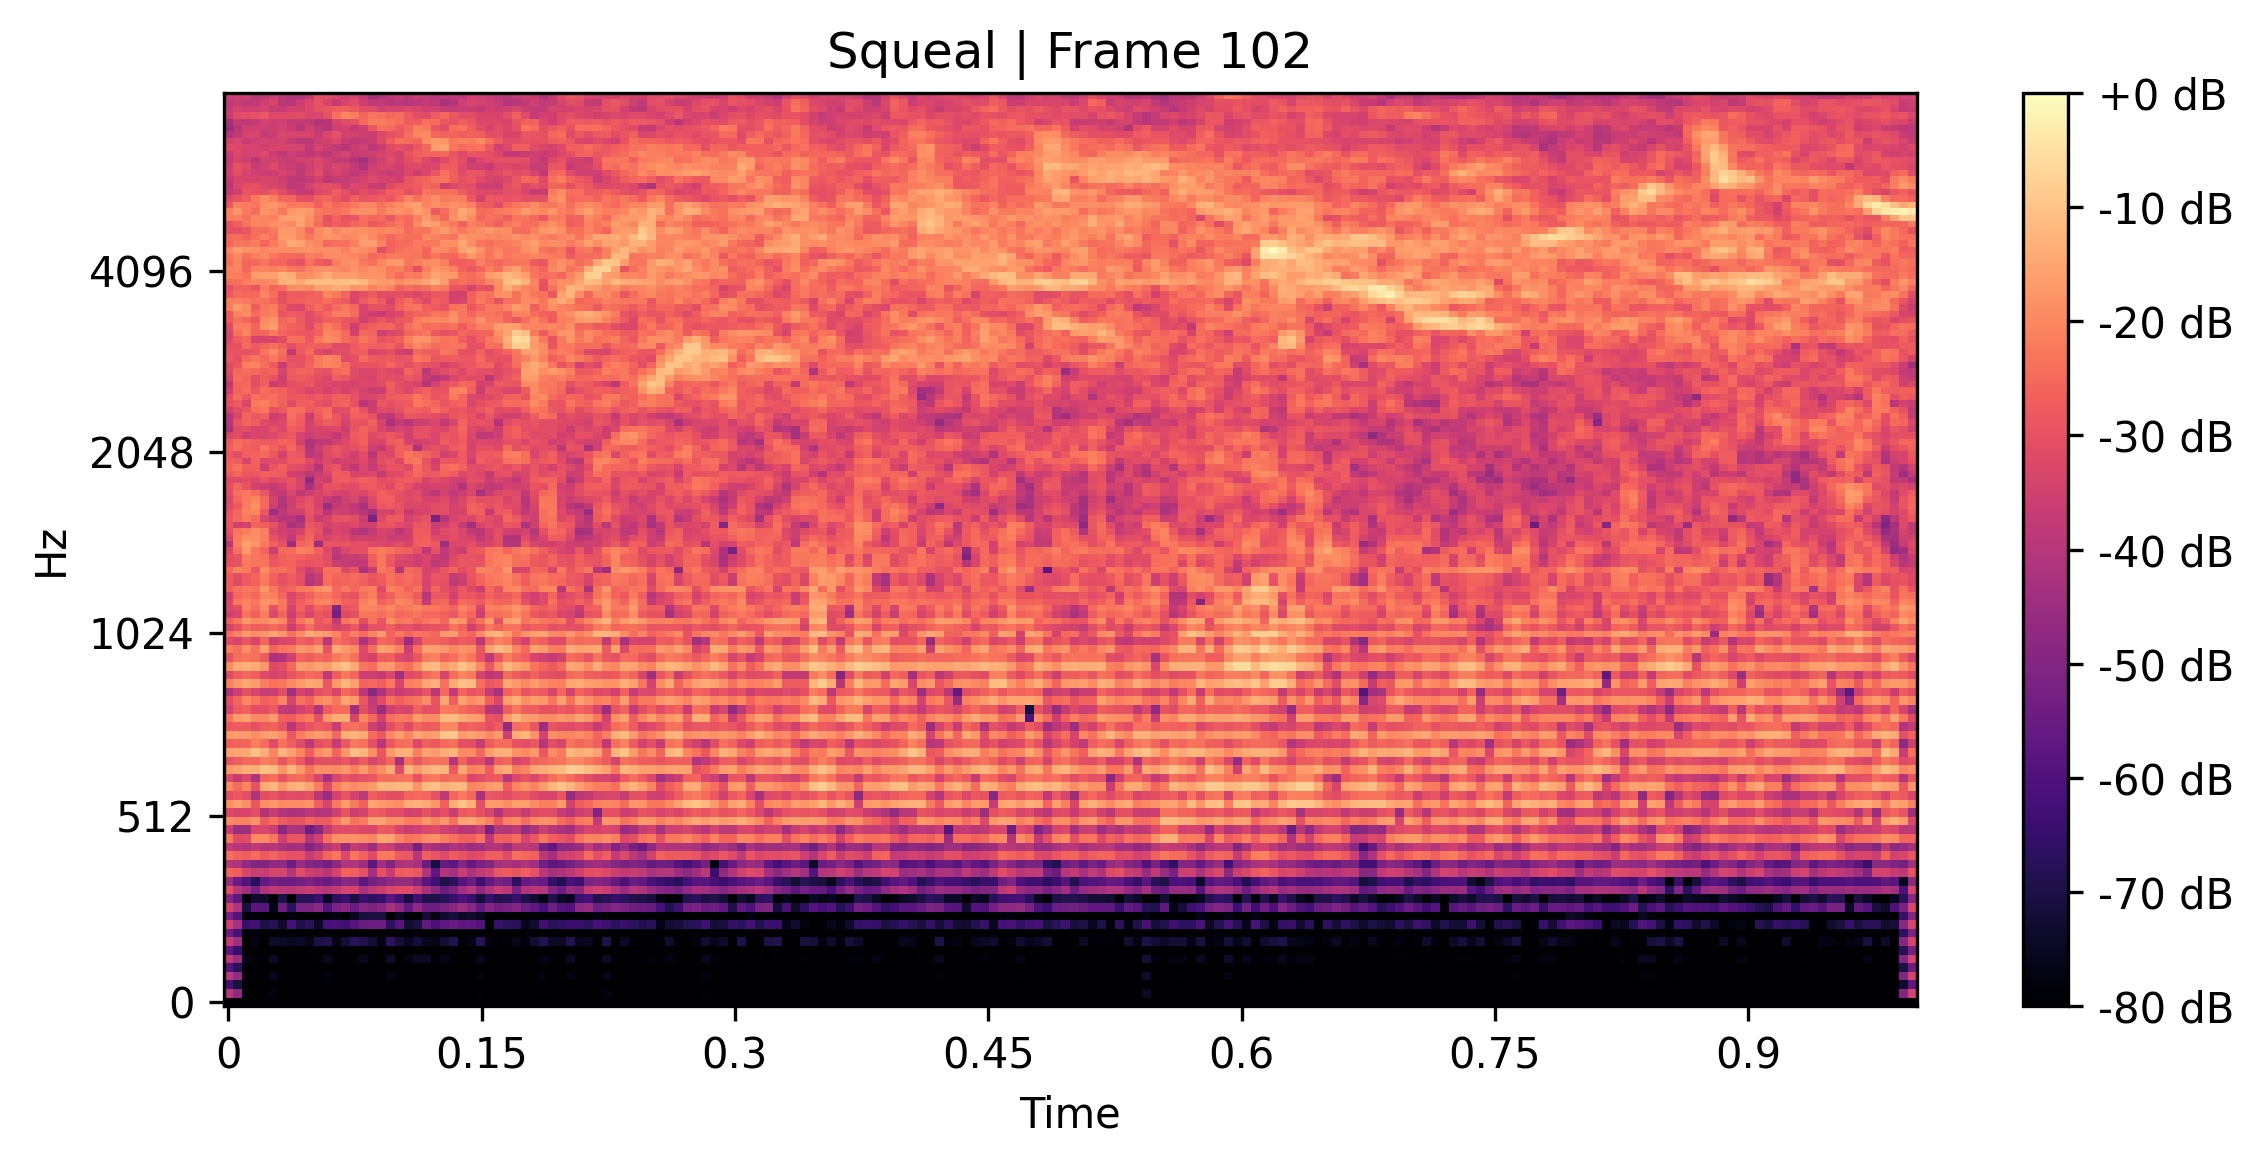 Squeal | Frame 102
Hz
4096
2048
1024
512
0
0 0.15 0.3 0.45 0.6 0.75 0.9
Time
+0 dB
-10 dB
-20 dB
-30 dB
-40 dB
-50 dB
-60 dB
-70 dB
-80 dB